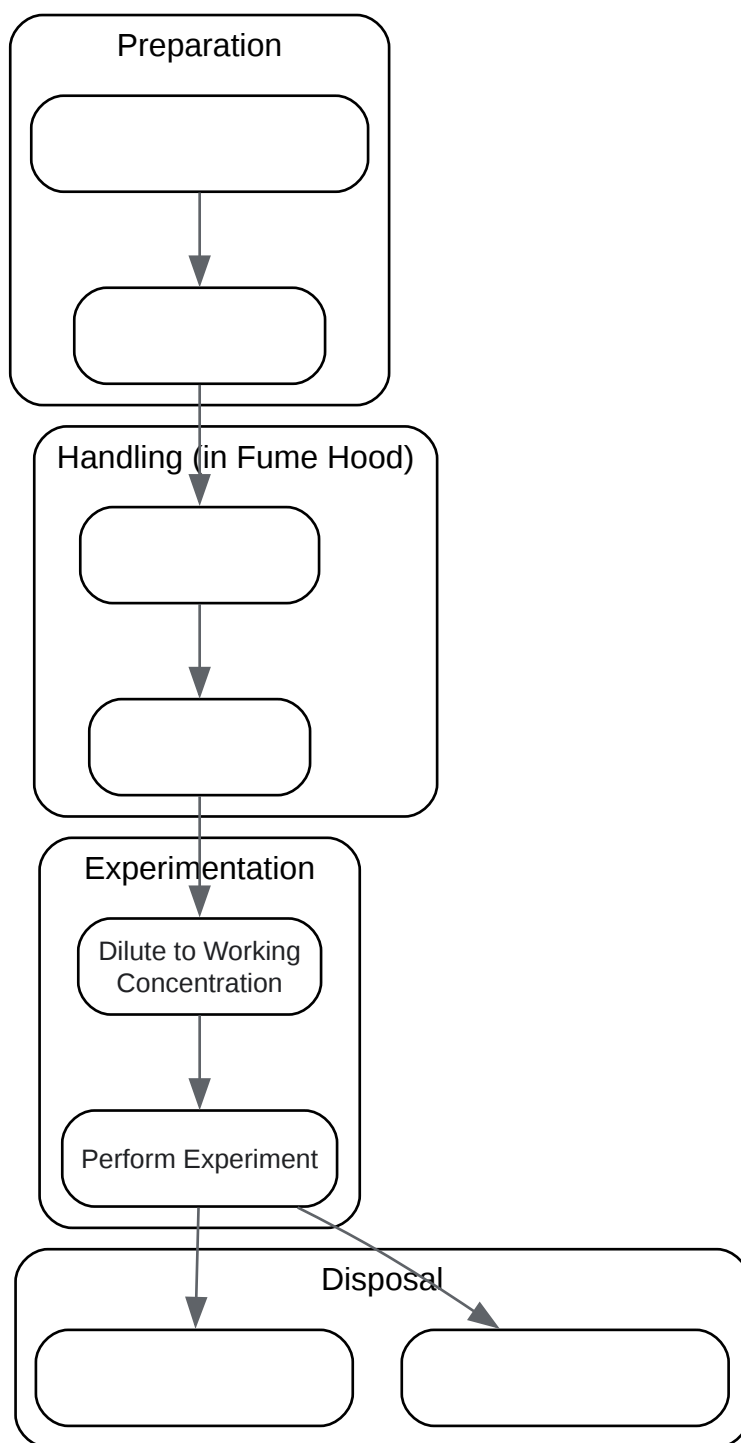 Preparation
Handling (in Fume Hood)
Experimentation
Dilute to Working
Concentration
Perform Experiment
Disposal